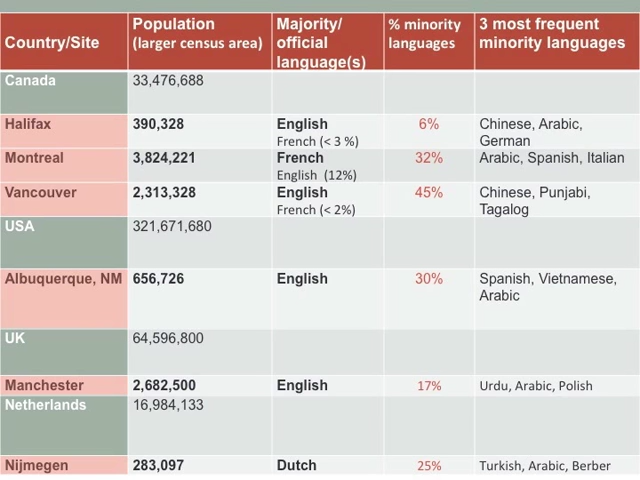 Country/Site Population (larger census area) Majority/ official language(s) % minority languages 3 most frequent minority languages
Canada 33,476,688
Halifax 390,328 English French (< 3 %) 6% Chinese, Arabic, German
Montreal 3,824,221 French English (12%) 32% Arabic, Spanish, Italian
Vancouver 2,313,328 English French (< 2%) 45% Chinese, Punjabi, Tagalog
USA 321,671,680
Albuquerque, NM 656,726 English 30% Spanish, Vietnamese, Arabic
UK 64,596,800
Manchester 2,682,500 English 17% Urdu, Arabic, Polish
Netherlands 16,984,133
Nijmegen 283,097 Dutch 25% Turkish, Arabic, Berber